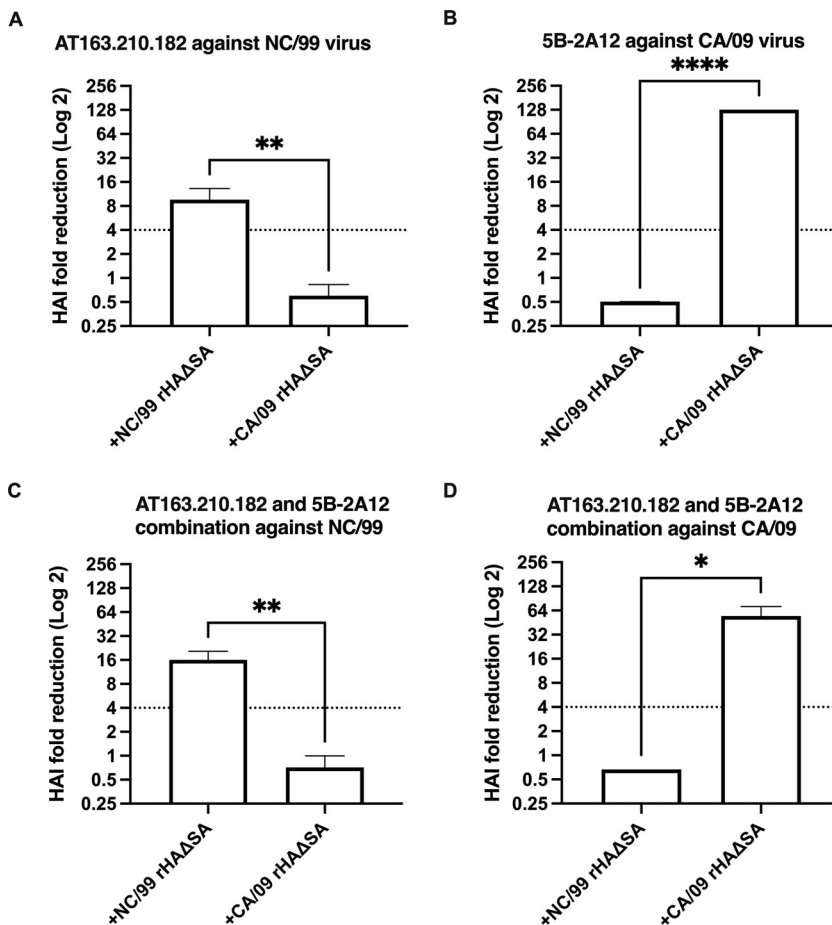 A
AT163.210.182 against NC/99 virus
HAI fold reduction (Log 2)
256
128
64
32
16
8
4
2
1
0.5
0.25
**
+NC/99 rHAΔSA
+CA/09 rHAΔSA
B
5B-2A12 against CA/09 virus
HAI fold reduction (Log 2)
256
128
64
32
16
8
4
2
1
0.5
0.25
****
+NC/99 rHAΔSA
+CA/09 rHAΔSA
C
AT163.210.182 and 5B-2A12
combination against NC/99
HAI fold reduction (Log 2)
256
128
64
32
16
8
4
2
1
0.5
0.25
**
+NC/99 rHAΔSA
+CA/09 rHAΔSA
D
AT163.210.182 and 5B-2A12
combination against CA/09
HAI fold reduction (Log 2)
256
128
64
32
16
8
4
2
1
0.5
0.25
*
+NC/99 rHAΔSA
+CA/09 rHAΔSA